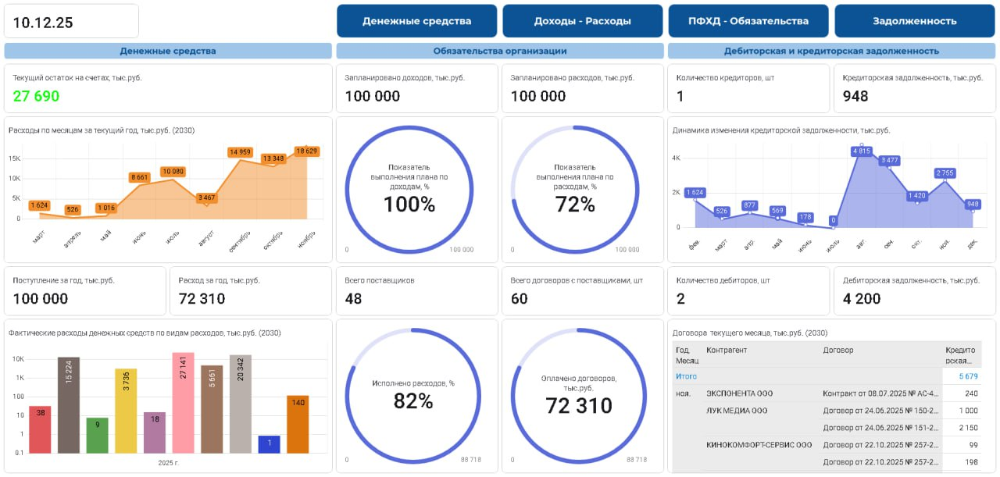 10.12.25
Денежные средства
Доходы - Расходы
ПФХД - Обязательства
Задолженность
Денежные средства
Обязательства организации
Дебиторская и кредиторская задолженность
Текущий остаток на счетах, тыс.руб.
27 690
Запланировано доходов, тыс.руб.
100 000
Запланировано расходов, тыс.руб.
100 000
Количество кредиторов, шт
1
Кредиторская задолженность, тыс.руб.
948
Расходы по месяцам за текущий год, тыс.руб. (2030)
15K
10K
5K
0
1 624
526
1 016
8 661
10 080
3 467
14 959
13 348
18 629
март
апрель
май
июнь
июль
август
сентябрь
октябрь
ноябрь
Показатель
выполнения плана по
доходам, %
100%
0
100 000
Показатель
выполнения плана по
расходам, %
72%
0
100 000
Динамика изменения кредиторской задолженности, тыс.руб.
4K
2K
0
1 624
526
877
569
178
0
4 815
3 477
1 420
2 755
948
фев.
март
апр.
май
июнь
июль
авг.
сен.
окт.
ноя.
дек.
Поступление за год, тыс.руб.
100 000
Расход за год, тыс.руб.
72 310
Всего поставщиков
48
Всего договоров с поставщиками, шт
60
Количество дебиторов, шт
2
Дебиторская задолженность, тыс.руб.
4 200
Фактические расходы денежных средств по видам расходов, тыс.руб. (2030)
10K
1K
100
10
1
0.1
38
15 224
9
3 736
18
27 141
5 661
20 342
1
140
2025 г.
Исполнено расходов, %
82%
0
88 718
Оплачено договоров,
тыс.руб.
72 310
0
88 718
Договора текущего месяца, тыс.руб. (2030)
Год, Контрагент Договор Кредито
Месяц рская...
Итого 5 679
ноя. ЭКСПОНЕНТА ООО Контракт от 08.07.2025 № АС-4... 240
ЛУК МЕДИА ООО Договор от 24.06.2025 № 150-2... 1 000
Договор от 24.06.2025 № 151-2... 2 150
КИНОКОМФОРТ-СЕРВИС ООО Договор от 22.10.2025 № 257-2... 99
Договор от 22.10.2025 № 257-2... 198